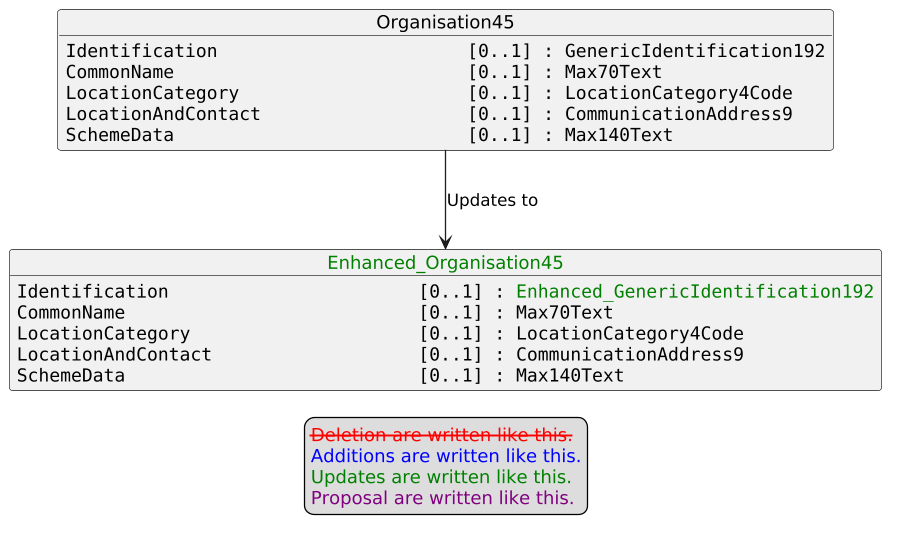 Organisation45
Identification [0..1] : GenericIdentification192
CommonName [0..1] : Max70Text
LocationCategory [0..1] : LocationCategory4Code
LocationAndContact [0..1] : CommunicationAddress9
SchemeData [0..1] : Max140Text
Updates to
Enhanced_Organisation45
Identification [0..1] : Enhanced_GenericIdentification192
CommonName [0..1] : Max70Text
LocationCategory [0..1] : LocationCategory4Code
LocationAndContact [0..1] : CommunicationAddress9
SchemeData [0..1] : Max140Text
Deletion are written like this.
Additions are written like this.
Updates are written like this.
Proposal are written like this.